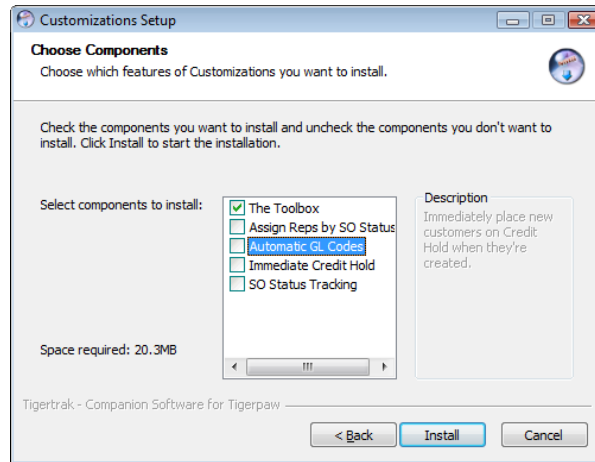 Customizations Setup
Choose Components
Choose which features of Customizations you want to install.
Check the components you want to install and uncheck the components you don't want to
install. Click Install to start the installation.
Select components to install:
The Toolbox
Assign Reps by SO Status
Automatic GL Codes
Immediate Credit Hold
SO Status Tracking
Description
Immediately place new
customers on Credit
Hold when they're
created.
Space required: 20.3MB
Tigertrak - Companion Software for Tigerpaw
< Back
Install
Cancel